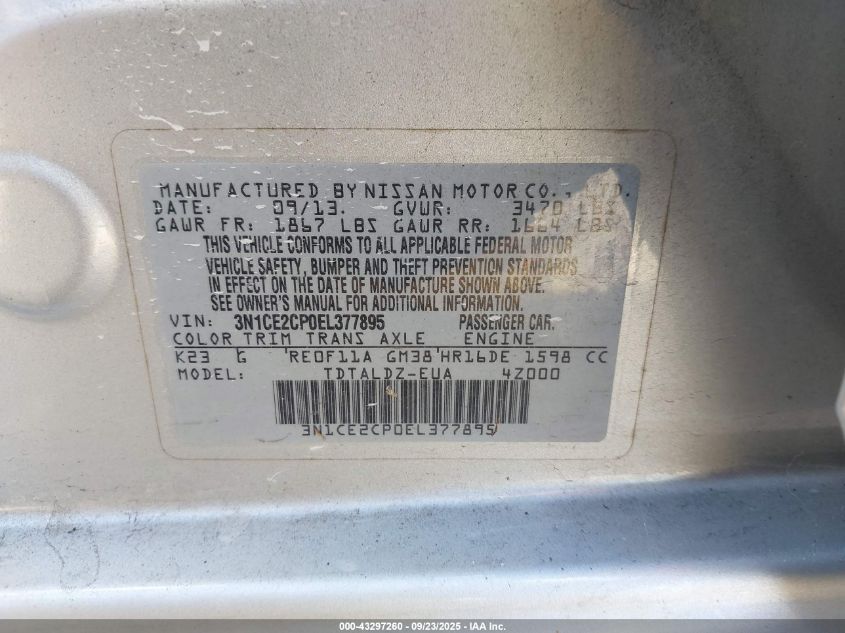 MANUFACTURED BY NISSAN MOTOR CO., LTD.
DATE: 09/13. GVWR: 3470 LBS
GAWR FR: 1867 LBS GAWR RR: 1664 LBS
THIS VEHICLE CONFORMS TO ALL APPLICABLE FEDERAL MOTOR
VEHICLE SAFETY, BUMPER AND THEFT PREVENTION STANDARDS
IN EFFECT ON THE DATE OF MANUFACTURE SHOWN ABOVE.
SEE OWNER'S MANUAL FOR ADDITIONAL INFORMATION.
VIN: 3N1CE2CP0EL377895 PASSENGER CAR.
COLOR TRIM TRANS AXLE ENGINE
K23 G RE0F11A GM38 HR16DE 1598 CC
MODEL: TDTALDZ-EUA 4Z000
3N1CE2CP0EL377895
000-43297260 - 09/23/2025 - IAA Inc.